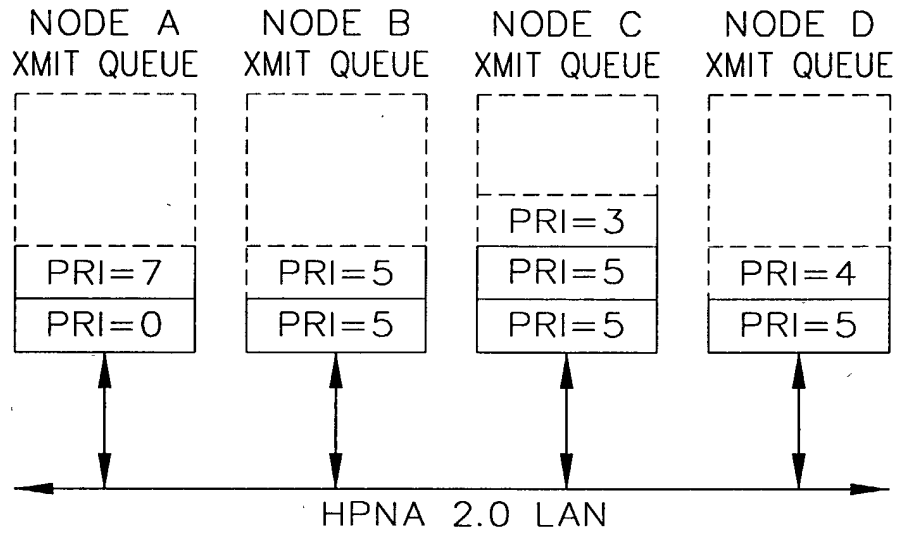 NODE A
XMIT QUEUE
PRI=7
PRI=0
NODE B
XMIT QUEUE
PRI=5
PRI=5
NODE C
XMIT QUEUE
PRI=3
PRI=5
PRI=5
NODE D
XMIT QUEUE
PRI=4
PRI=5
HPNA 2.0 LAN